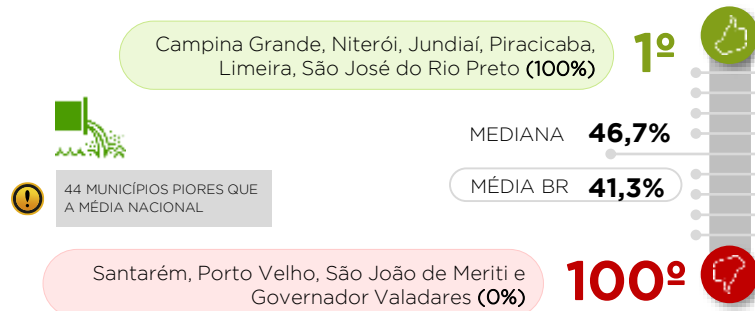 Campina Grande, Niterói, Jundiaí, Piracicaba,
Limeira, São José do Rio Preto (100%)
1º
MEDIANA 46,7%
44 MUNICÍPIOS PIORES QUE
A MÉDIA NACIONAL
MÉDIA BR 41,3%
Santarém, Porto Velho, São João de Meriti e
Governador Valadares (0%)
100º